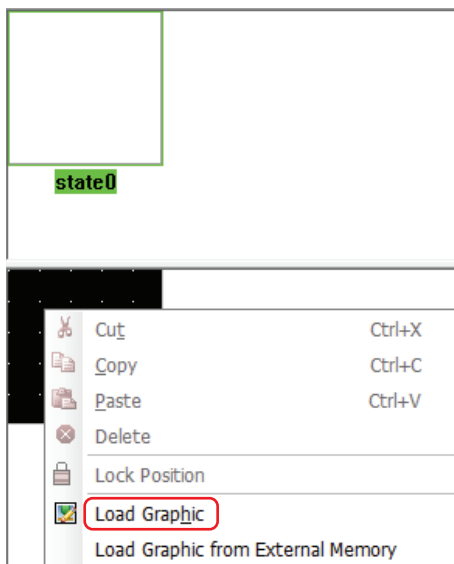 state0
Cut Ctrl+X
Copy Ctrl+C
Paste Ctrl+V
Delete
Lock Position
Load Graphic
Load Graphic from External Memory